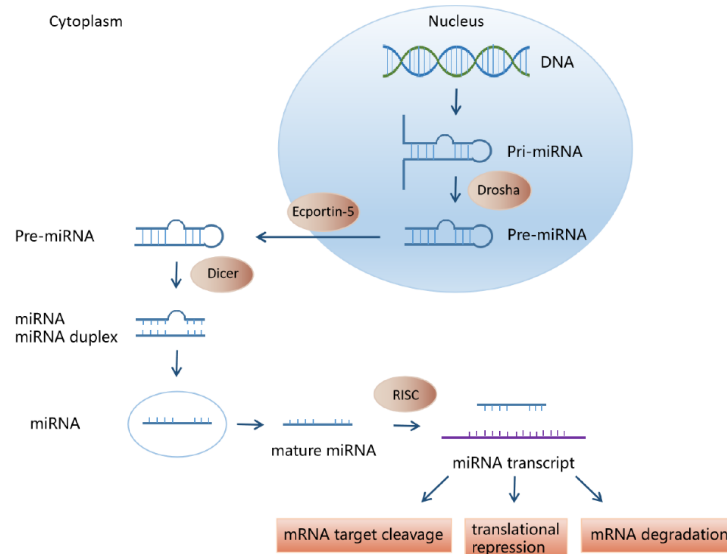 Cytoplasm
Nucleus
DNA
Pri-miRNA
Drosha
Ecportin-5
Pre-miRNA
Pre-miRNA
Dicer
miRNA
miRNA duplex
RISC
miRNA
mature miRNA
miRNA transcript
mRNA target cleavage
translational
repression
mRNA degradation